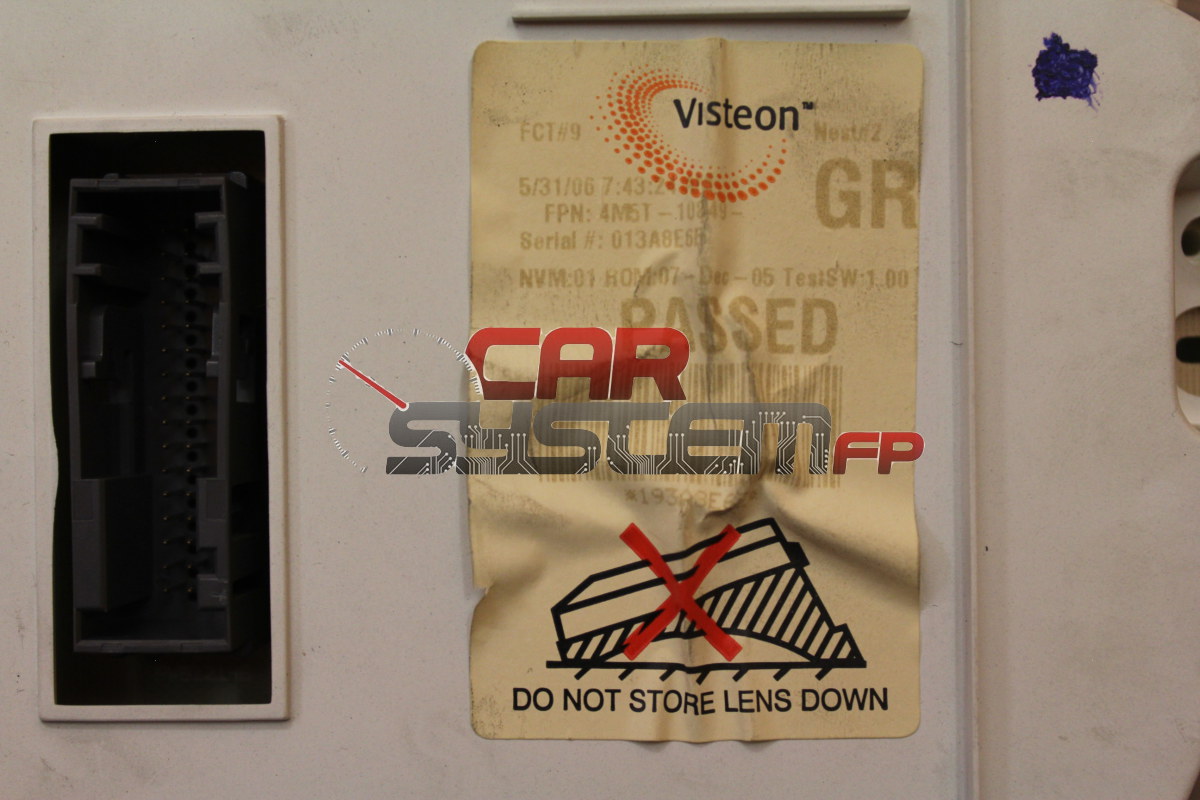 Visteon™
FCT#9
Nest#2
5/31/06 7:43:2
GR
FPN: 4M5T-10849-
Serial #: 013A8E6
NVM:01 ROM:07-Dec-05 TestSW:1.00
PASSED
CAR
SYSTEM FP
DO NOT STORE LENS DOWN